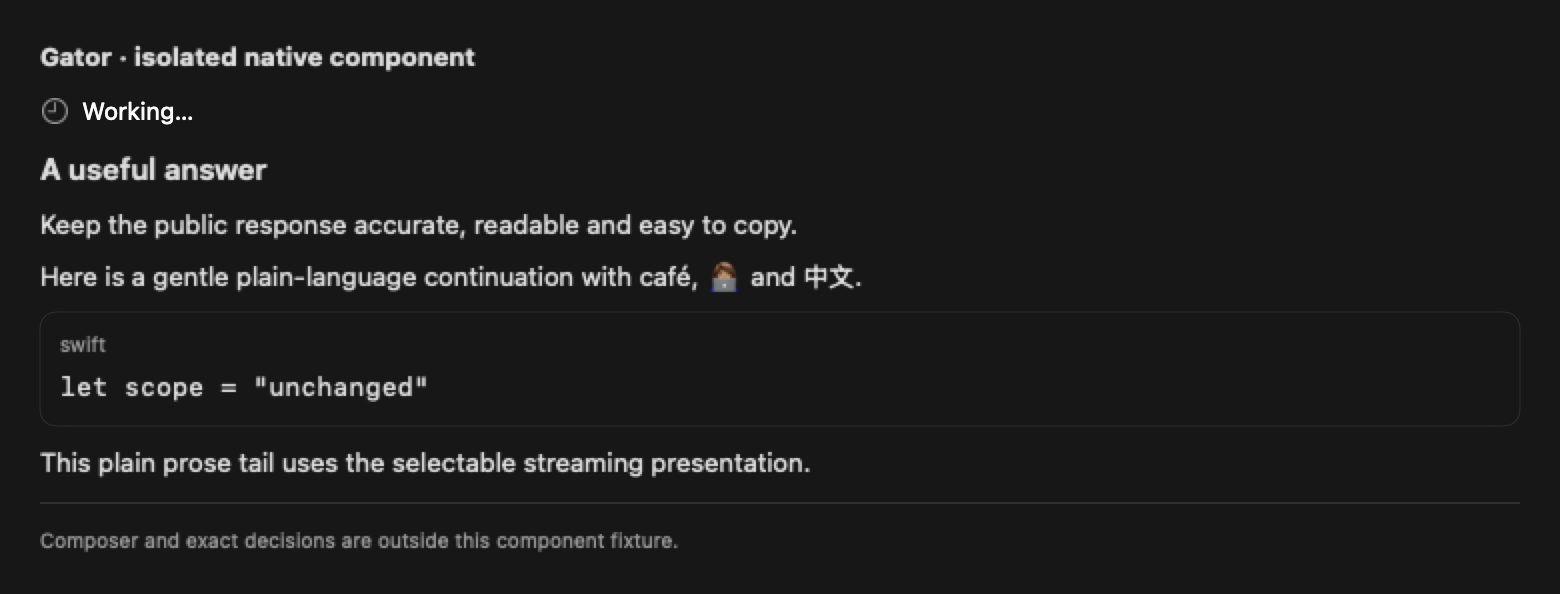 Gator · isolated native component
Working...
A useful answer
Keep the public response accurate, readable and easy to copy.
Here is a gentle plain-language continuation with café, 🧑🏽‍💻 and 中文.
swift
let scope = "unchanged"
This plain prose tail uses the selectable streaming presentation.
Composer and exact decisions are outside this component fixture.